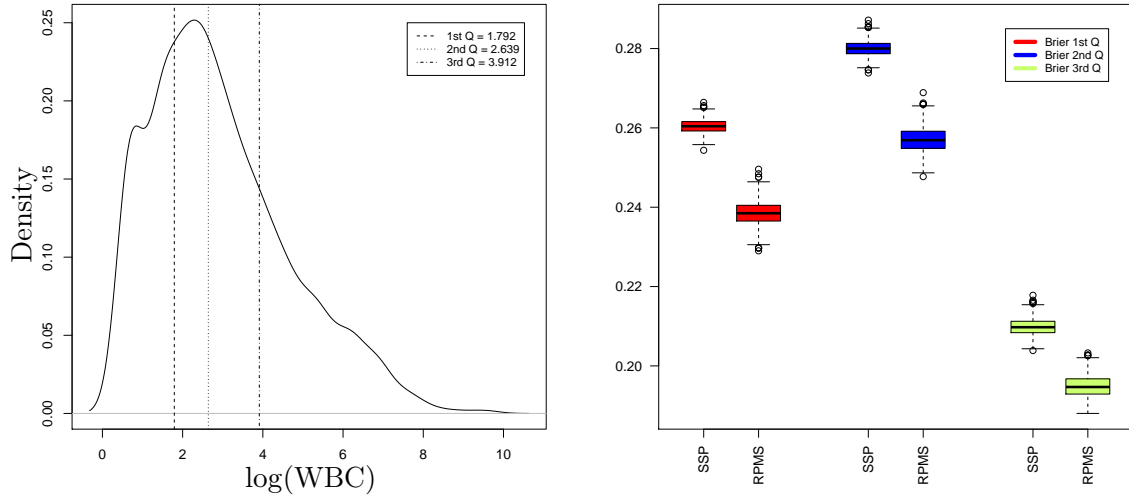 0.25
0.20
0.15
0.10
0.05
0.00
Density
1st Q = 1.792
2nd Q = 2.639
3rd Q = 3.912
0 2 4 6 8 10
log(WBC)
0.28
0.26
0.24
0.22
0.20
Brier 1st Q
Brier 2nd Q
Brier 3rd Q
SSP
RPMS
SSP
RPMS
SSP
RPMS